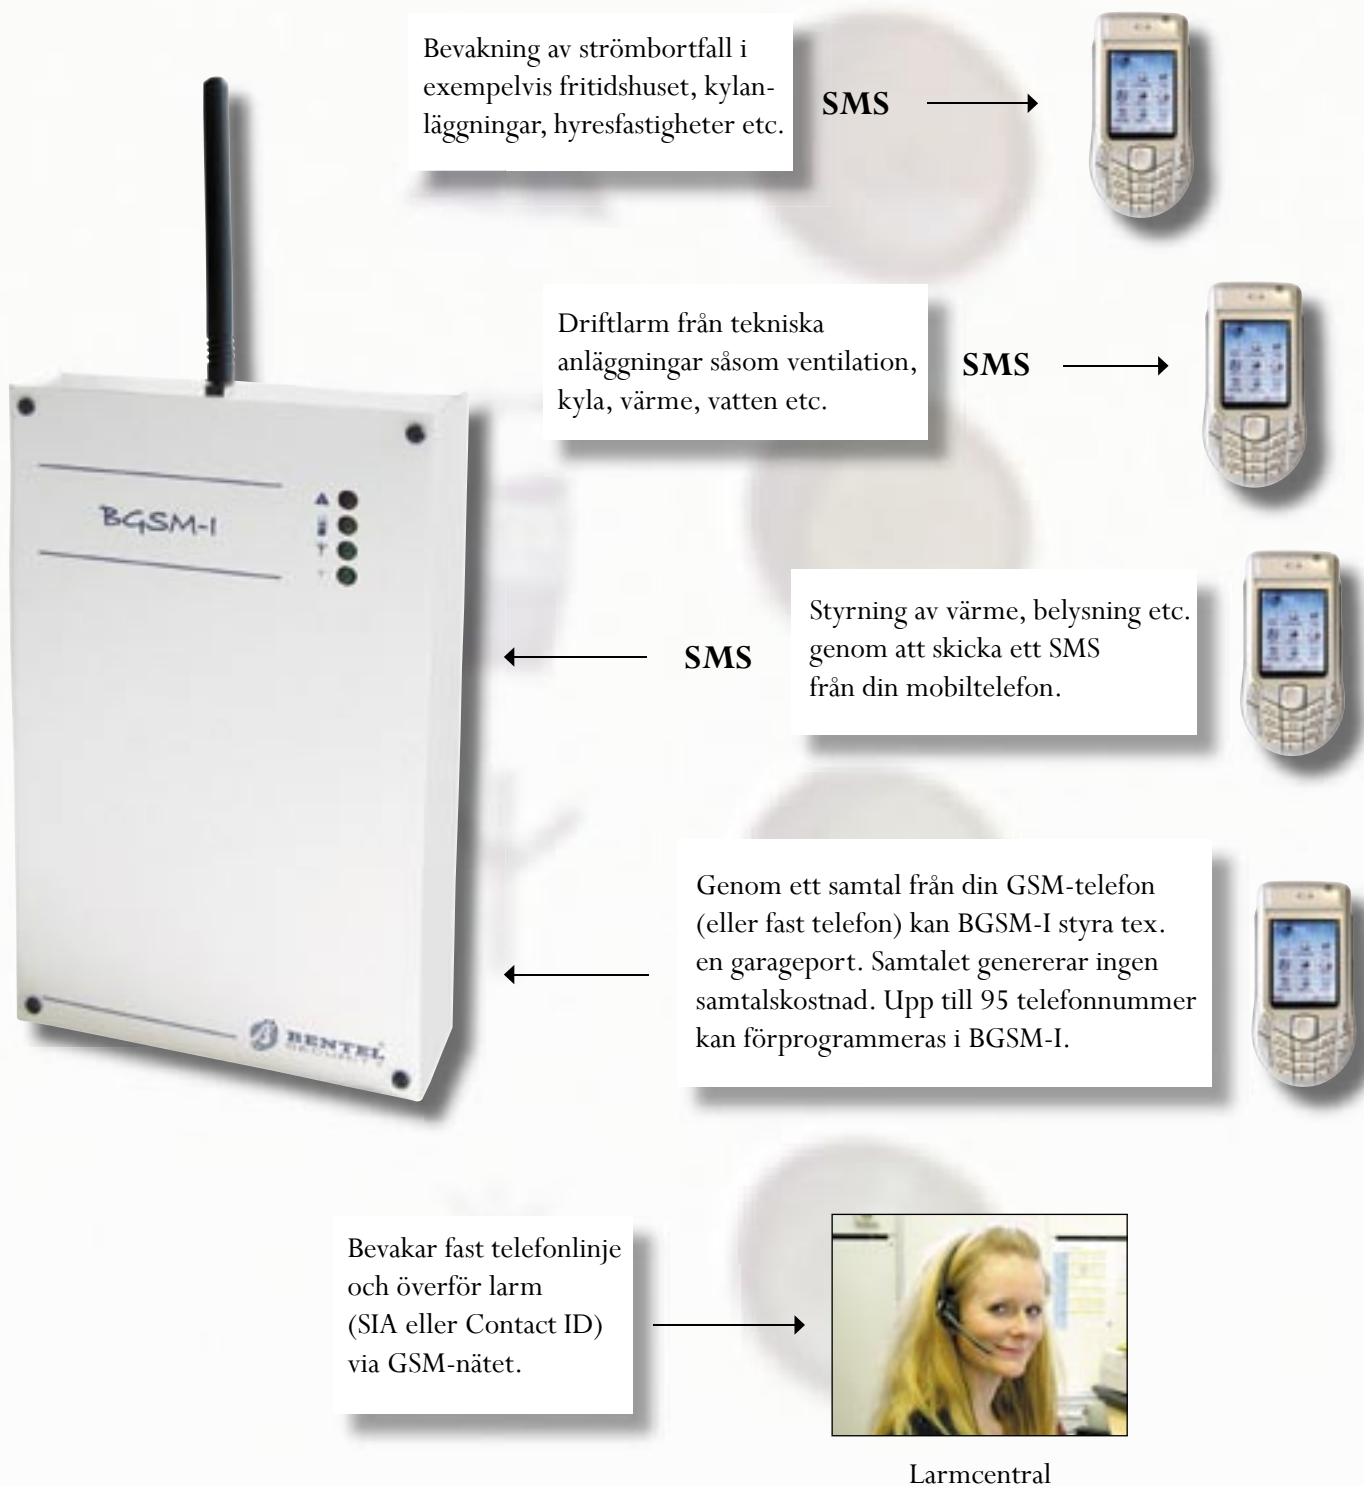 Bevakning av strömbortfall i
exempelvis fritidshuset, kylan-
läggningar, hyresfastigheter etc.
SMS
Driftlarm från tekniska
anläggningar såsom ventilation,
kyla, värme, vatten etc.
SMS
BGSM-I
Styrning av värme, belysning etc.
genom att skicka ett SMS
från din mobiltelefon.
SMS
Genom ett samtal från din GSM-telefon
(eller fast telefon) kan BGSM-I styra tex.
en garageport. Samtalet genererar ingen
samtalskostnad. Upp till 95 telefonnummer
kan förprogrammeras i BGSM-I.
BENTEL
SECURITY
Bevakar fast telefonlinje
och överför larm
(SIA eller Contact ID)
via GSM-nätet.
Larmcentral